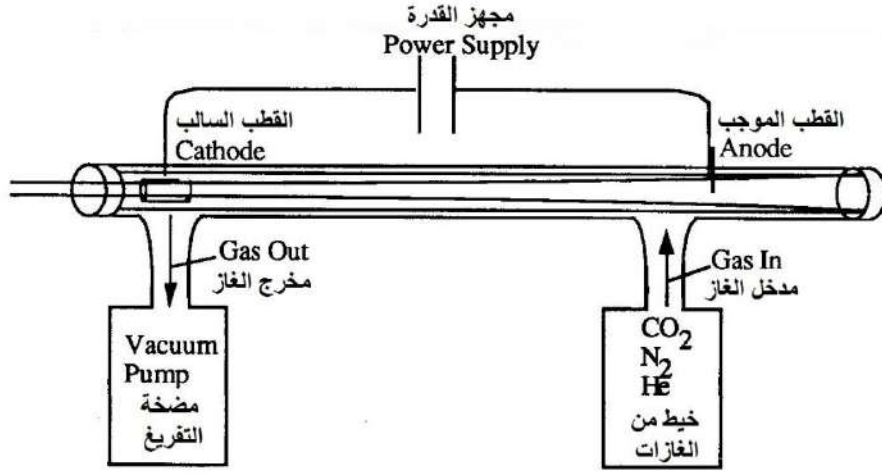 مجهز القدرة
Power Supply
القطب السالب
Cathode
القطب الموجب
Anode
Gas Out
مخرج الغاز
Gas In
مدخل الغاز
Vacuum
Pump
مضخة
التفريغ
CO2
N2
He
خيط من
الغازات